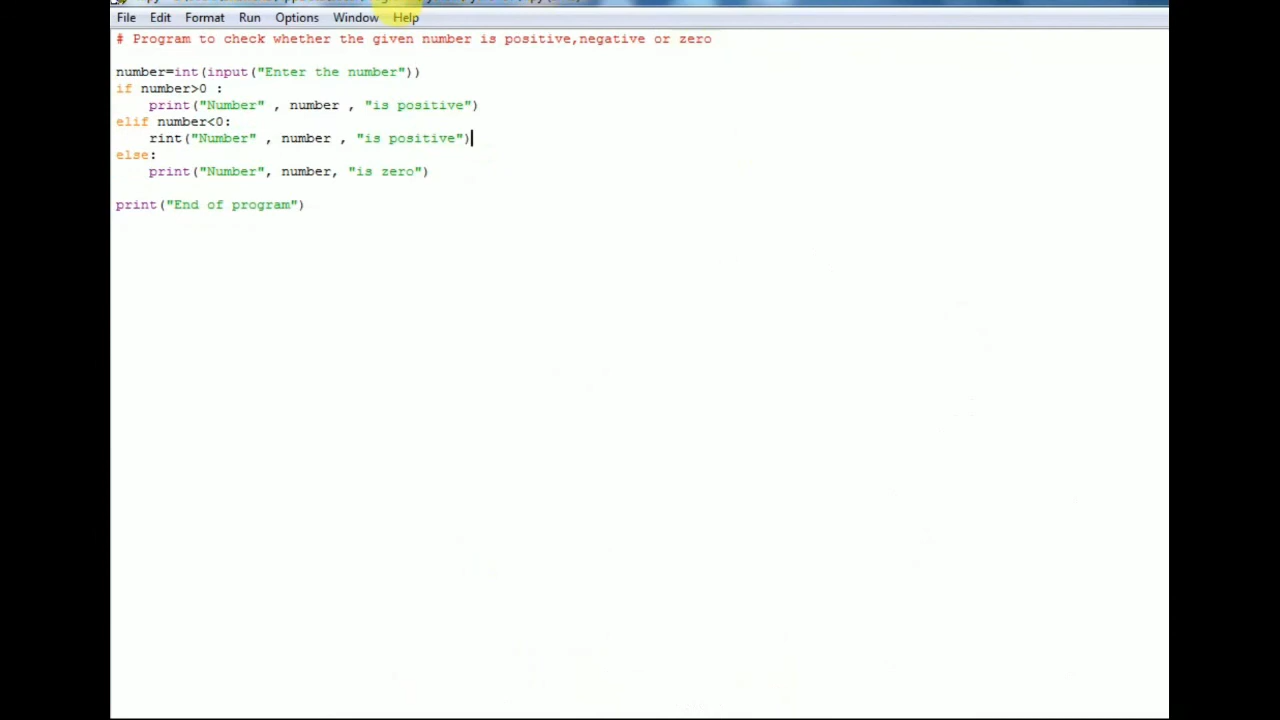 File Edit Format Run Options Window Help
# Program to check whether the given number is positive,negative or zero
number=int(input("Enter the number"))
if number>0 :
    print("Number" , number , "is positive")
elif number<0:
    rint("Number" , number , "is positive")
else:
    print("Number", number, "is zero")
print("End of program")